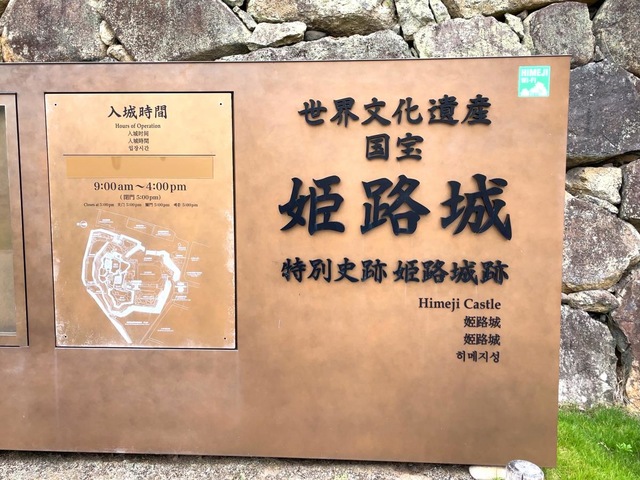 入城時間
Hours of Operation
入城时间
入城時間
입장시간
9:00am～4:00pm
(閉門 5:00pm)
世界文化遺産
国宝
姫路城
特別史跡 姫路城跡
Himeji Castle
姫路城
姬路城
히메지성
HIMEJI
Wi-Fi